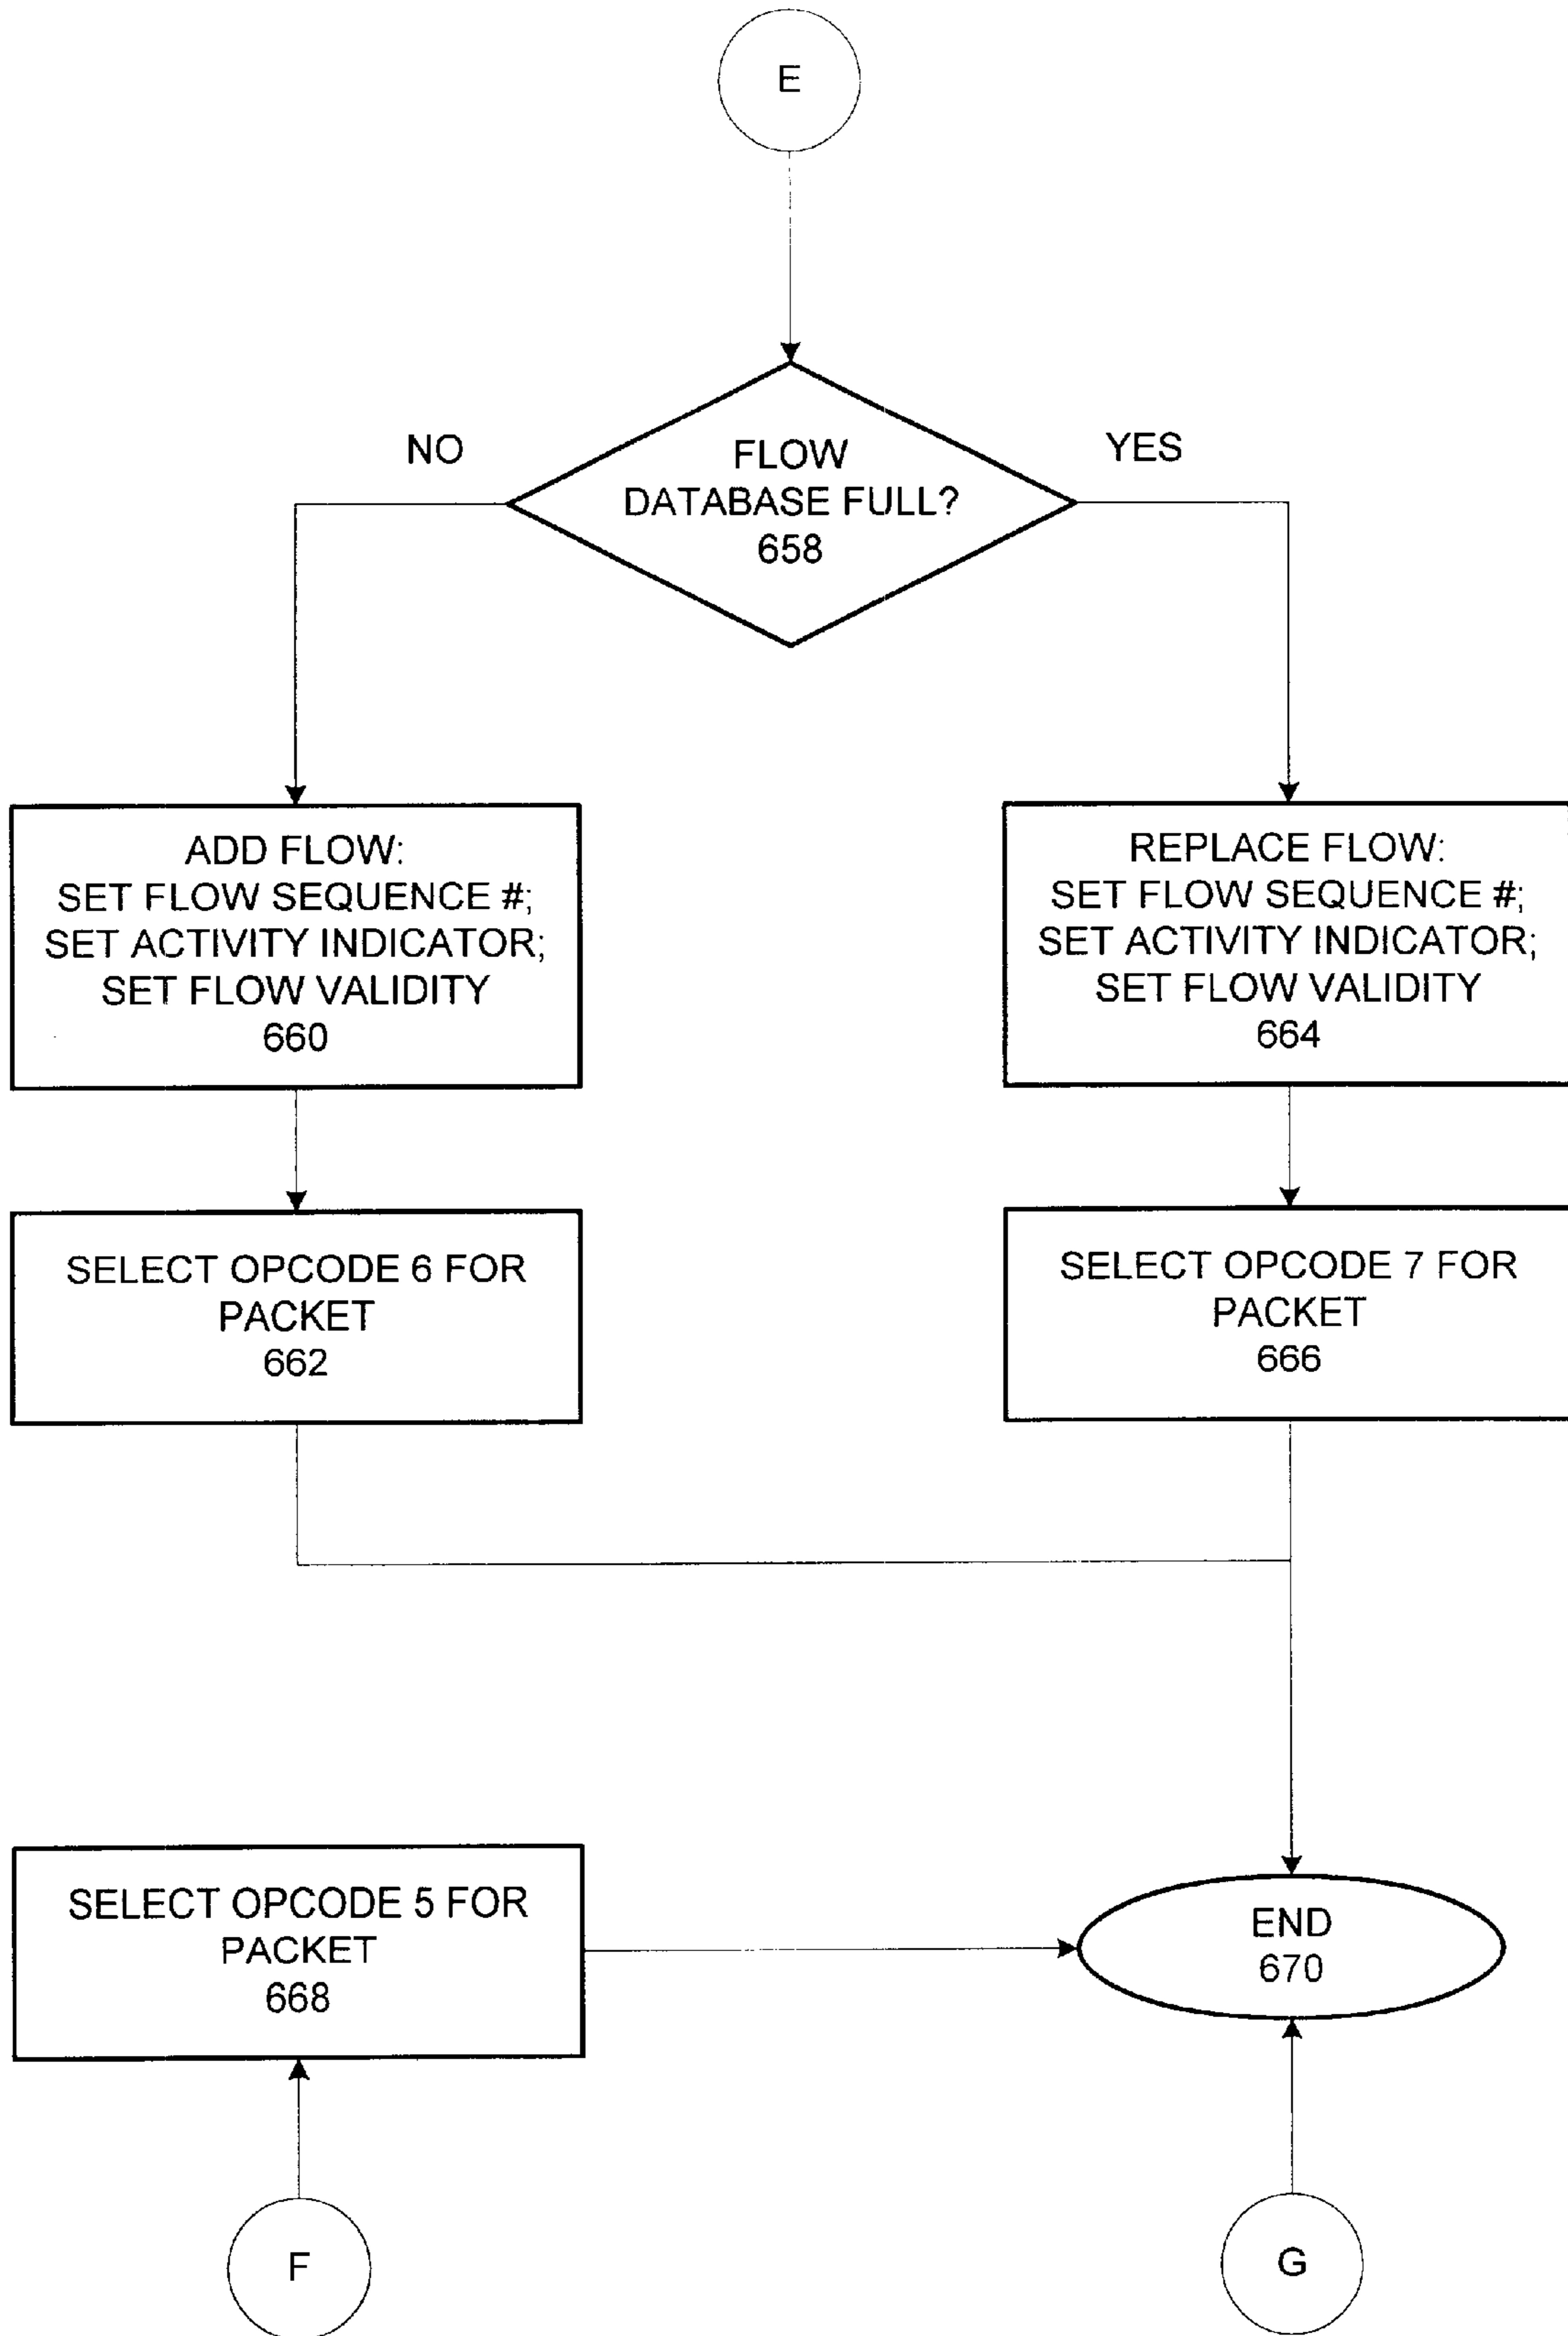 E
NO
YES
FLOW
DATABASE FULL?
658
ADD FLOW:
SET FLOW SEQUENCE #;
SET ACTIVITY INDICATOR;
SET FLOW VALIDITY
660
REPLACE FLOW:
SET FLOW SEQUENCE #;
SET ACTIVITY INDICATOR;
SET FLOW VALIDITY
664
SELECT OPCODE 6 FOR
PACKET
662
SELECT OPCODE 7 FOR
PACKET
666
SELECT OPCODE 5 FOR
PACKET
668
END
670
F
G